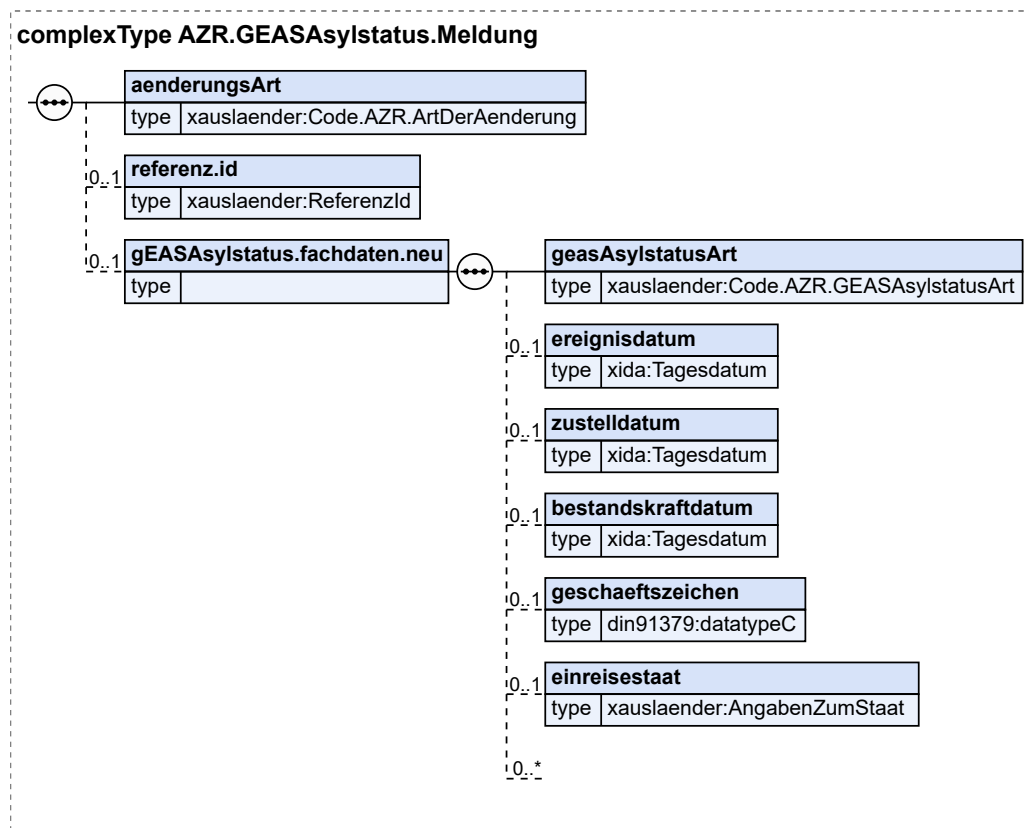 complexType AZR.GEASAsylstatus.Meldung
aenderungsArt
type xauslaender:Code.AZR.ArtDerAenderung
0..1
referenz.id
type xauslaender:ReferenzId
0..1
gEASAsylstatus.fachdaten.neu
type
geasAsylstatusArt
type xauslaender:Code.AZR.GEASAsylstatusArt
0..1
ereignisdatum
type xida:Tagesdatum
0..1
zustelldatum
type xida:Tagesdatum
0..1
bestandskraftdatum
type xida:Tagesdatum
0..1
geschaeftszeichen
type din91379:datatypeC
0..1
einreisestaat
type xauslaender:AngabenZumStaat
0..*